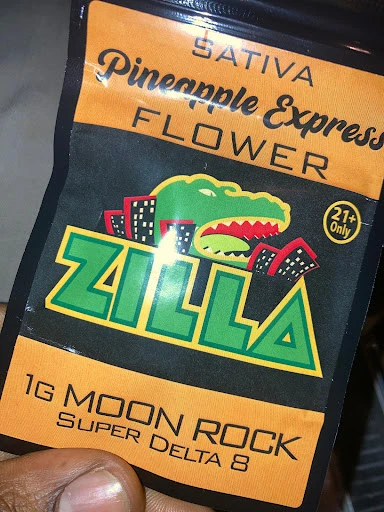 SATIVA
Pineapple Express
FLOWER
21+
Only
ZILLA
1G MOON ROCK
SUPER DELTA 8